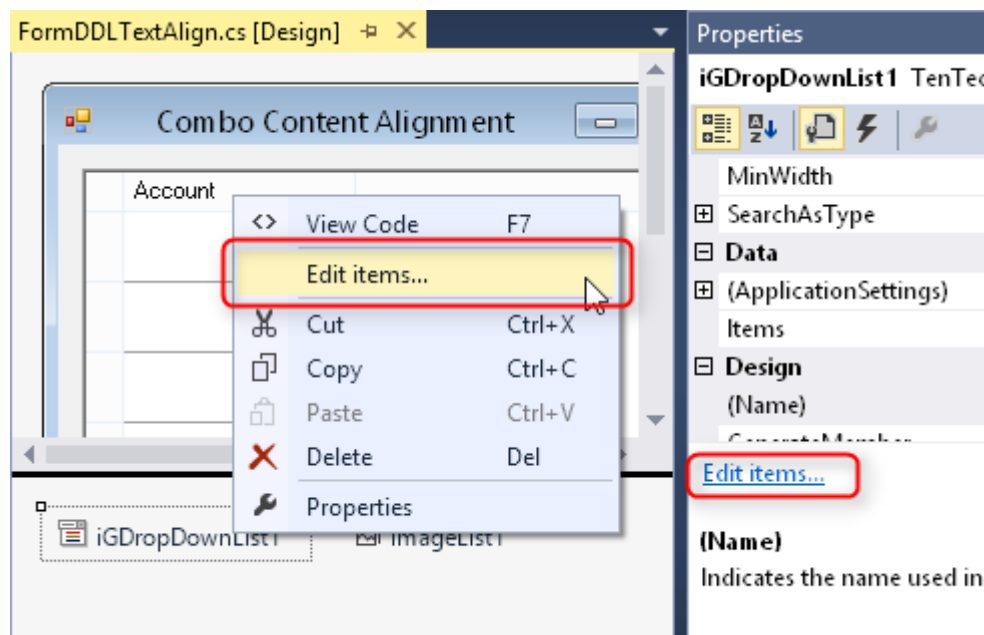 FormDDLTextAlign.cs [Design]
Combo Content Alignment
Account
View Code F7
Edit items...
Cut Ctrl+X
Copy Ctrl+C
Paste Ctrl+V
Delete Del
Properties
iGDropDownList1
ImageList1
Properties
iGDropDownList1 TenTec
MinWidth
SearchAsType
Data
(ApplicationSettings)
Items
Design
(Name)
Edit items...
(Name)
Indicates the name used in